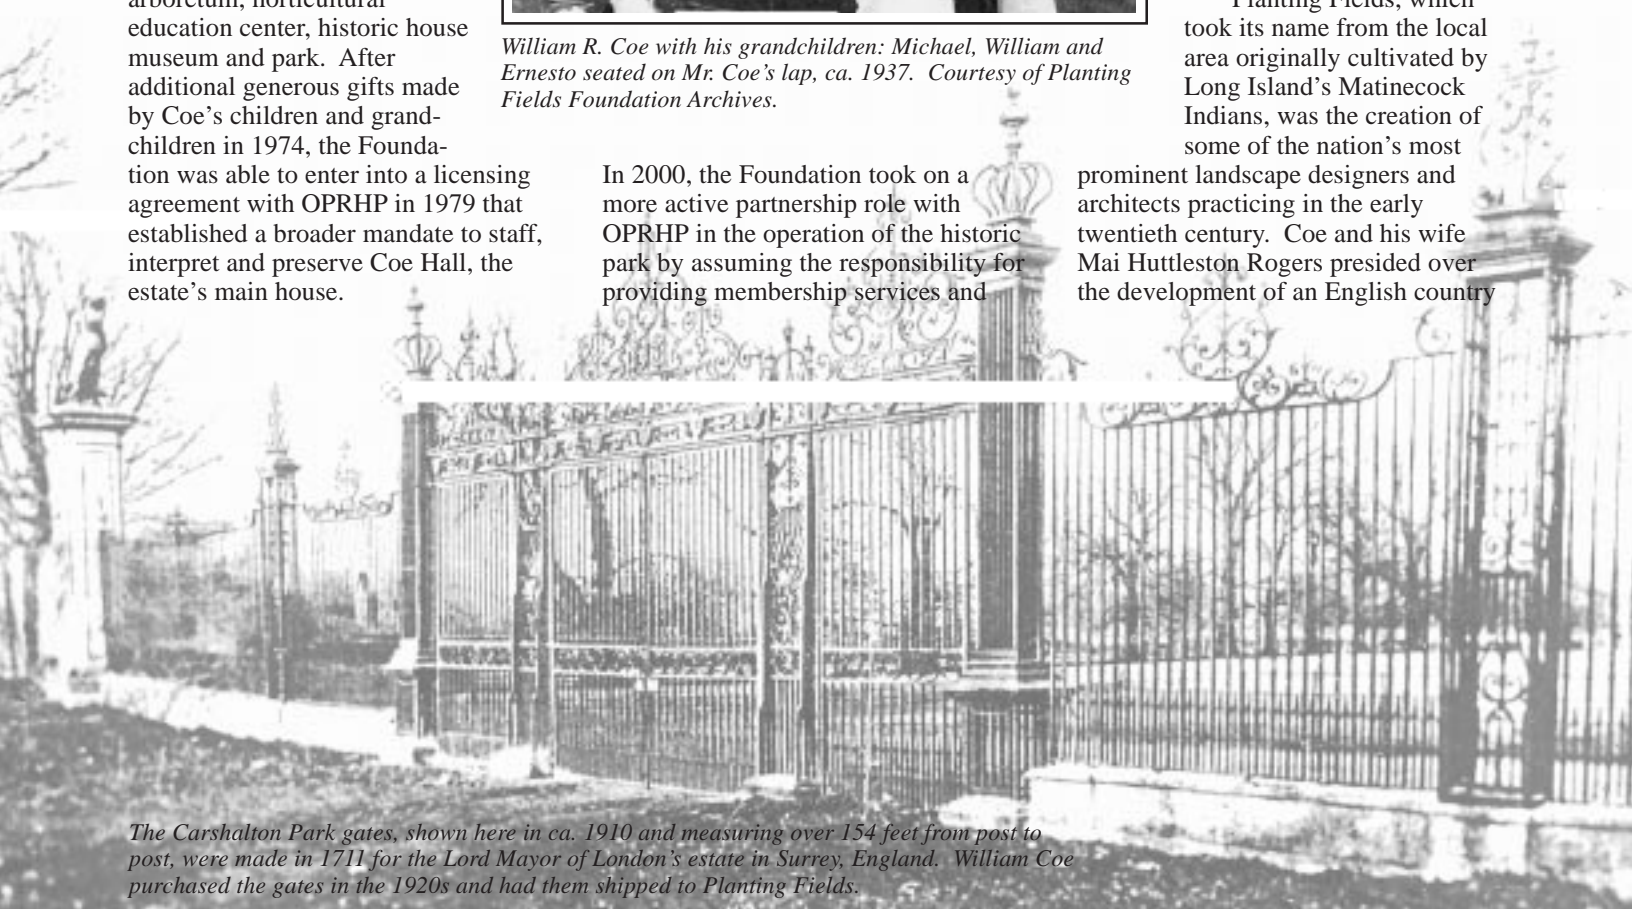 arboretum, horticultural
education center, historic house
museum and park.  After
additional generous gifts made
by Coe’s children and grand-
children in 1974, the Founda-
tion was able to enter into a licensing
agreement with OPRHP in 1979 that
established a broader mandate to staff,
interpret and preserve Coe Hall, the
estate’s main house.
William R. Coe with his grandchildren: Michael, William and
Ernesto seated on Mr. Coe’s lap, ca. 1937.  Courtesy of Planting
Fields Foundation Archives.
In 2000, the Foundation took on a
more active partnership role with
OPRHP in the operation of the historic
park by assuming the responsibility for
providing membership services and
Planting Fields, which
took its name from the local
area originally cultivated by
Long Island’s Matinecock
Indians, was the creation of
some of the nation’s most
prominent landscape designers and
architects practicing in the early
twentieth century.  Coe and his wife
Mai Huttleston Rogers presided over
the development of an English country
The Carshalton Park gates, shown here in ca. 1910 and measuring over 154 feet from post to
post, were made in 1711 for the Lord Mayor of London’s estate in Surrey, England.  William Coe
purchased the gates in the 1920s and had them shipped to Planting Fields.